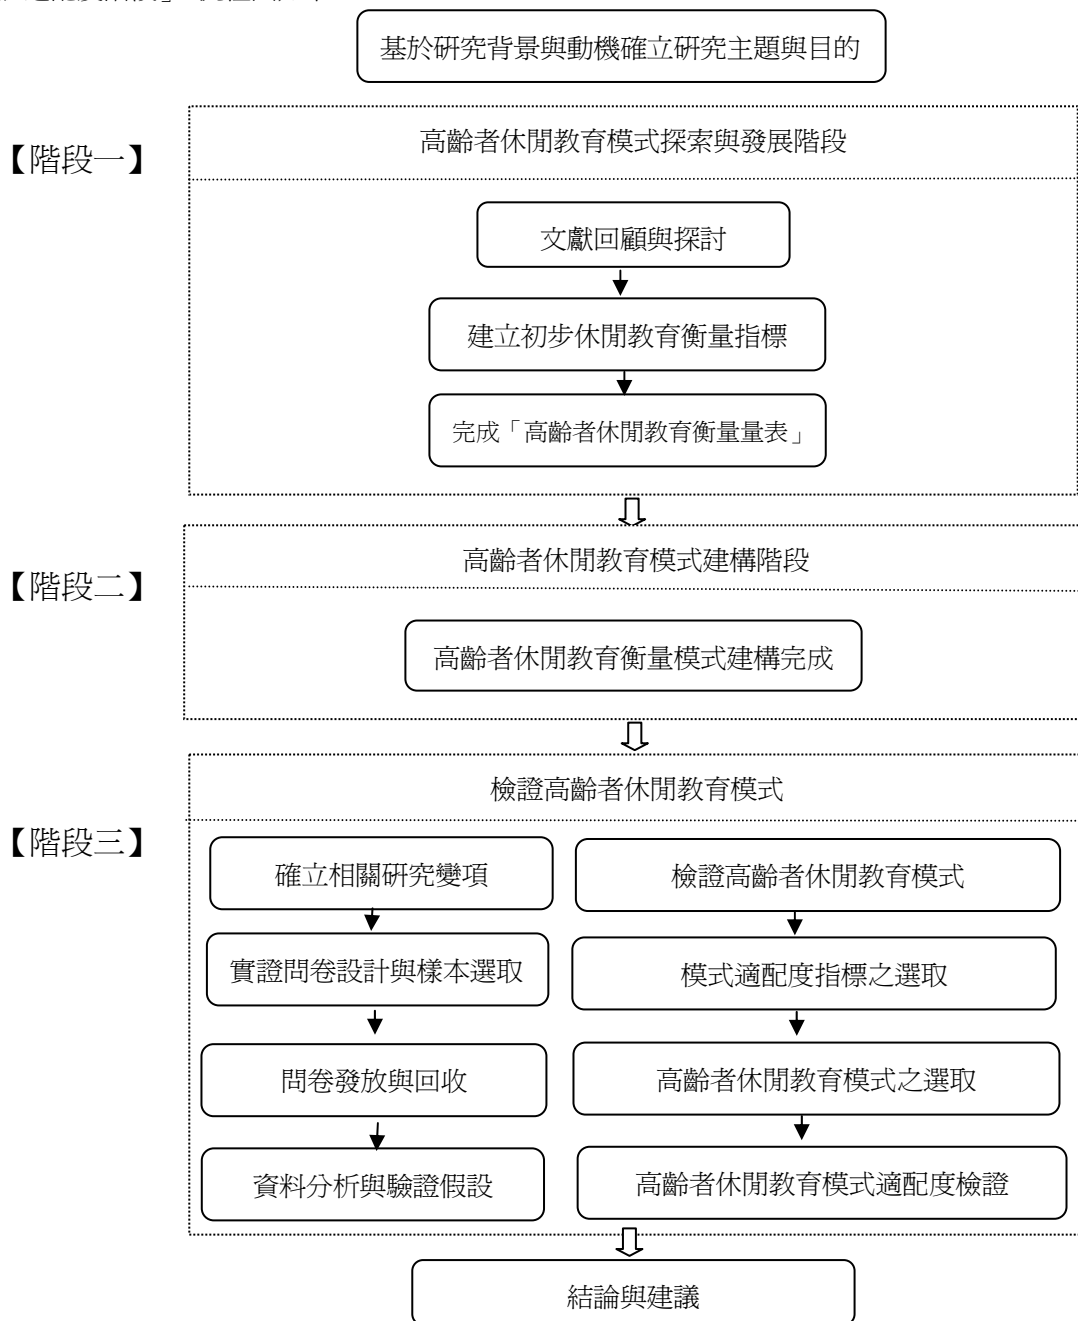 基於研究背景與動機確立研究主題與目的
【階段一】
高齡者休閒教育模式探索與發展階段
文獻回顧與探討
建立初步休閒教育衡量指標
完成「高齡者休閒教育衡量量表」
【階段二】
高齡者休閒教育模式建構階段
高齡者休閒教育衡量模式建構完成
【階段三】
檢證高齡者休閒教育模式
確立相關研究變項
實證問卷設計與樣本選取
問卷發放與回收
資料分析與驗證假設
檢證高齡者休閒教育模式
模式適配度指標之選取
高齡者休閒教育模式之選取
高齡者休閒教育模式適配度檢證
結論與建議